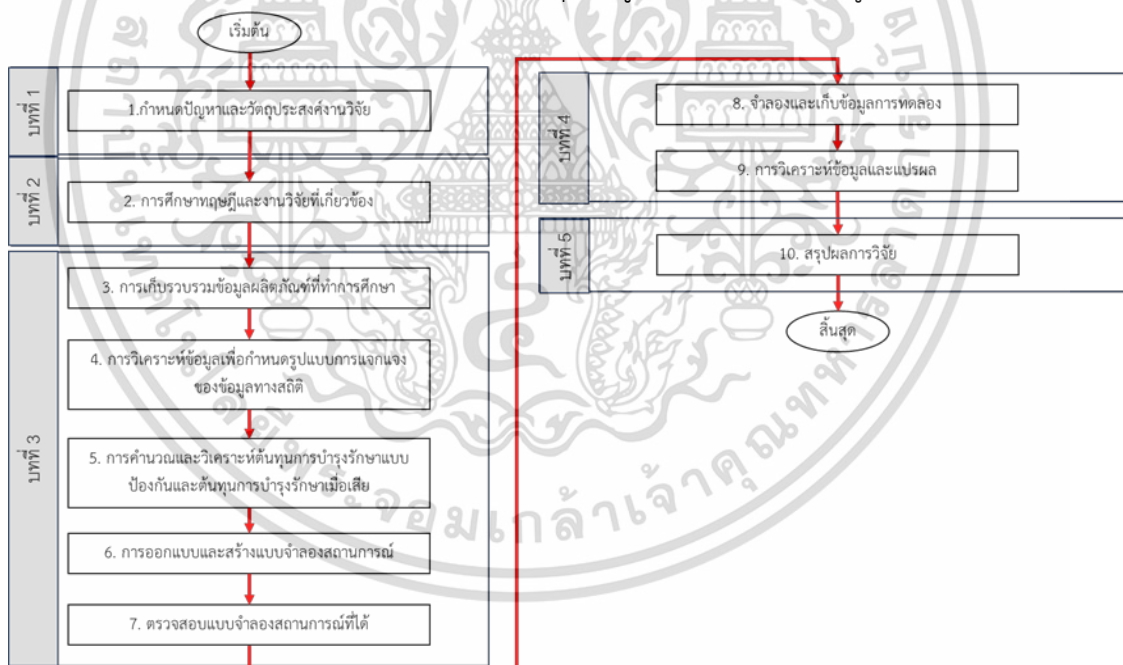 เริ่มต้น
บทที่ 1
1.กำหนดปัญหาและวัตถุประสงค์งานวิจัย
บทที่ 2
2. การศึกษาทฤษฎีและงานวิจัยที่เกี่ยวข้อง
บทที่ 3
3. การเก็บรวบรวมข้อมูลผลิตภัณฑ์ที่ทำการศึกษา
4. การวิเคราะห์ข้อมูลเพื่อกำหนดรูปแบบการแจกแจง
ของข้อมูลทางสถิติ
5. การคำนวณและวิเคราะห์ต้นทุนการบำรุงรักษาแบบ
ป้องกันและต้นทุนการบำรุงรักษาเมื่อเสีย
6. การออกแบบและสร้างแบบจำลองสถานการณ์
7. ตรวจสอบแบบจำลองสถานการณ์ที่ได้
บทที่ 4
8. จำลองและเก็บข้อมูลการทดลอง
9. การวิเคราะห์ข้อมูลและแปรผล
บทที่ 5
10. สรุปผลการวิจัย
สิ้นสุด